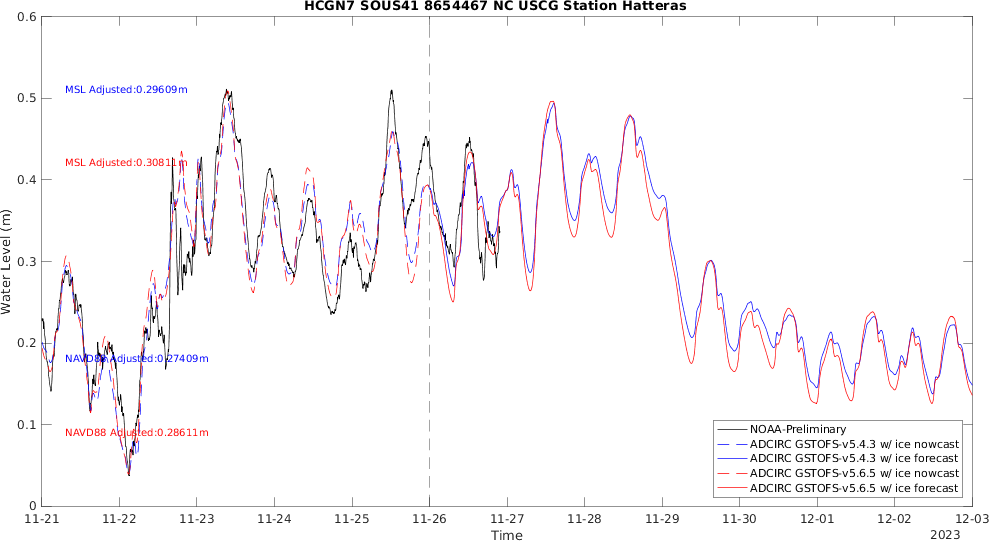 HCGN7 SOUS41 8654467 NC USCG Station Hatteras
Water Level (m)
0.6
0.5
0.4
0.3
0.2
0.1
0
MSL Adjusted:0.29609m
MSL Adjusted:0.30811m
NAVD88 Adjusted:0.27409m
NAVD88 Adjusted:0.28611m
NOAA-Preliminary
ADCIRC GSTOFS-v5.4.3 w/ ice nowcast
ADCIRC GSTOFS-v5.4.3 w/ ice forecast
ADCIRC GSTOFS-v5.6.5 w/ ice nowcast
ADCIRC GSTOFS-v5.6.5 w/ ice forecast
11-21 11-22 11-23 11-24 11-25 11-26 11-27 11-28 11-29 11-30 12-01 12-02 12-03
Time
2023